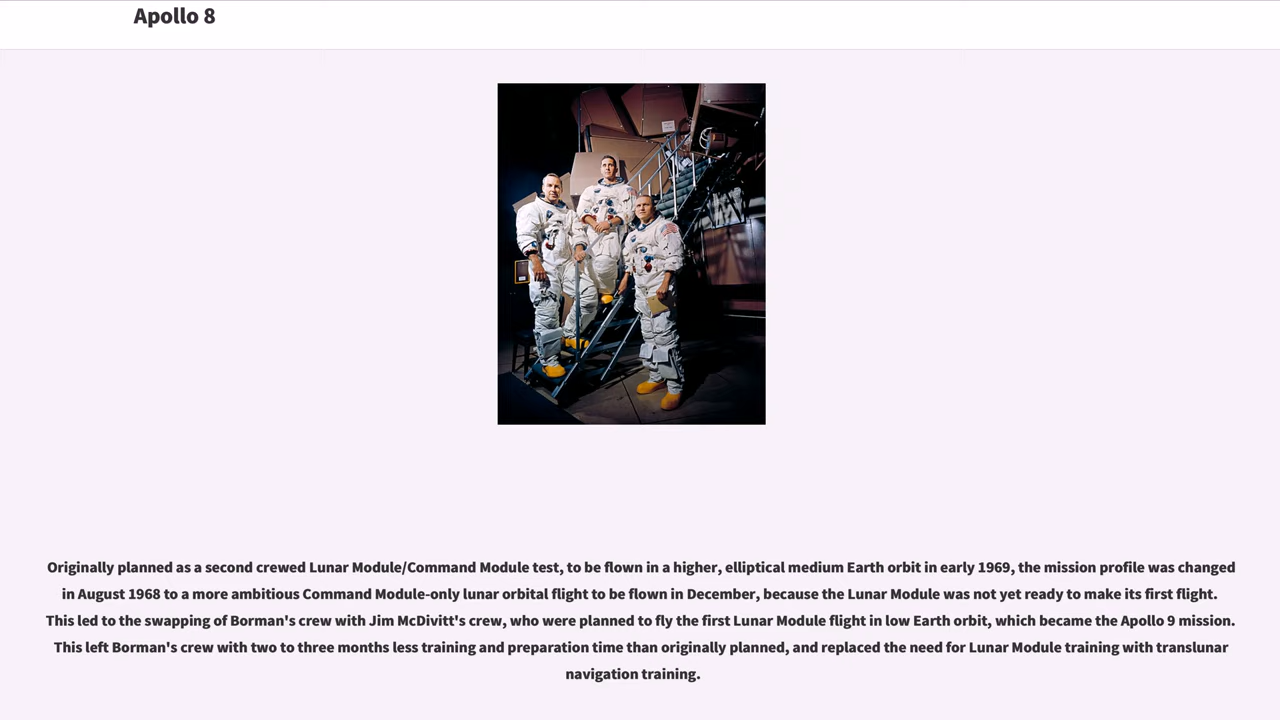 Apollo 8
Originally planned as a second crewed Lunar Module/Command Module test, to be flown in a higher, elliptical medium Earth orbit in early 1969, the mission profile was changed
in August 1968 to a more ambitious Command Module-only lunar orbital flight to be flown in December, because the Lunar Module was not yet ready to make its first flight.
This led to the swapping of Borman's crew with Jim McDivitt's crew, who were planned to fly the first Lunar Module flight in low Earth orbit, which became the Apollo 9 mission.
This left Borman's crew with two to three months less training and preparation time than originally planned, and replaced the need for Lunar Module training with translunar
navigation training.